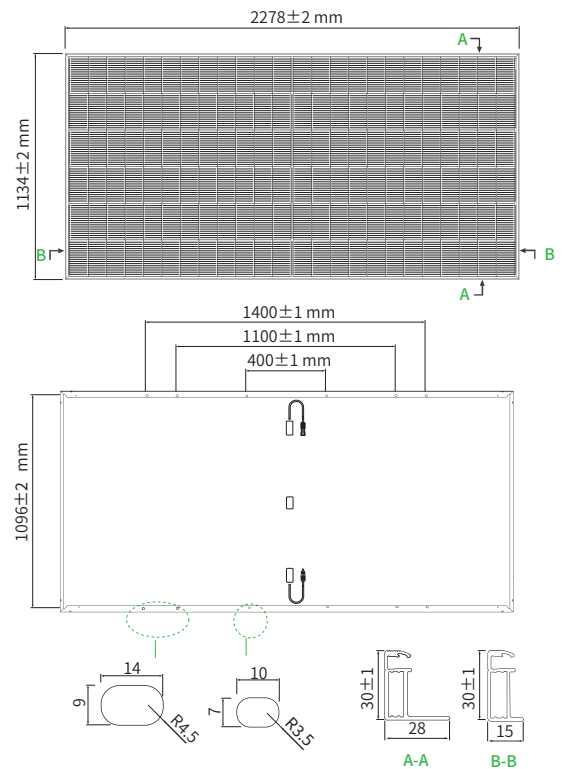 2278±2 mm
A
1134±2 mm
B
B
A
1400±1 mm
1100±1 mm
400±1 mm
1096±2 mm
14
9
R4.5
10
7
R3.5
30±1
28
A-A
30±1
15
B-B